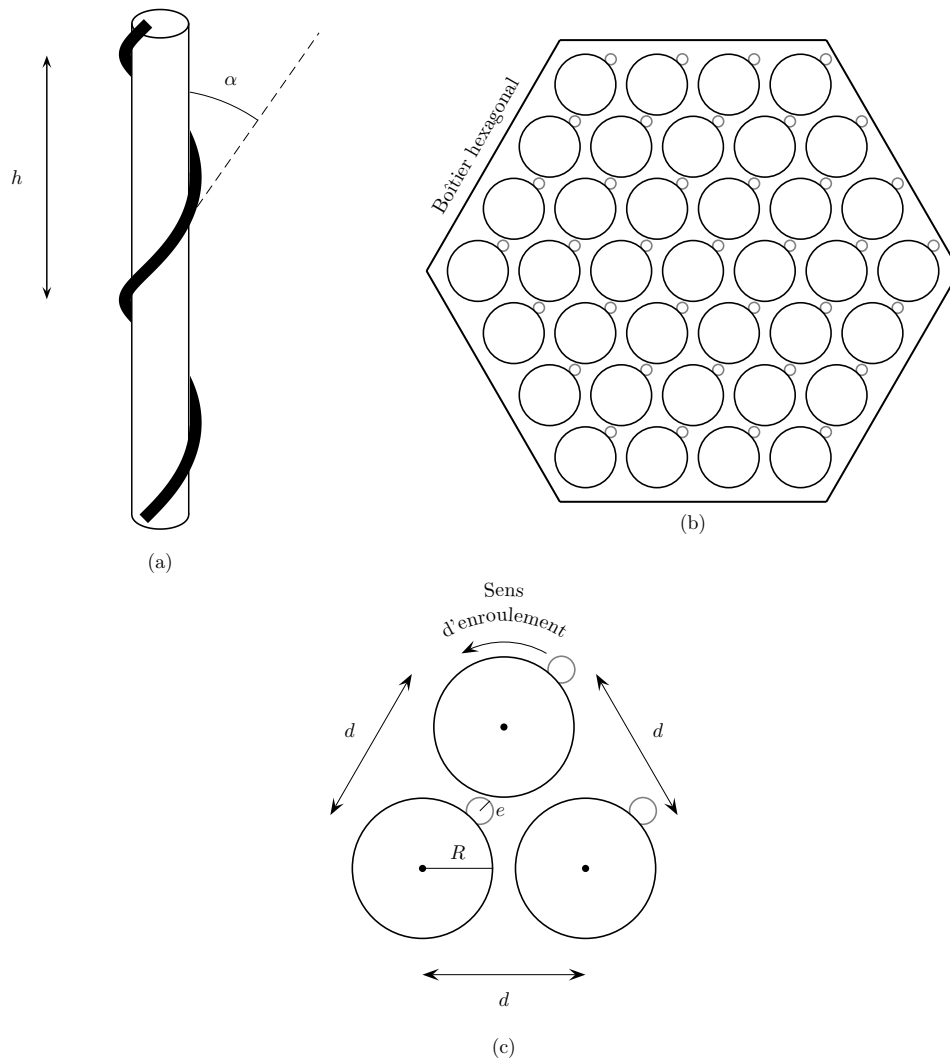 α
h
Boîtier hexagonal
(b)
(a)
Sens
d'enroulement
d
d
e
R
d
(c)